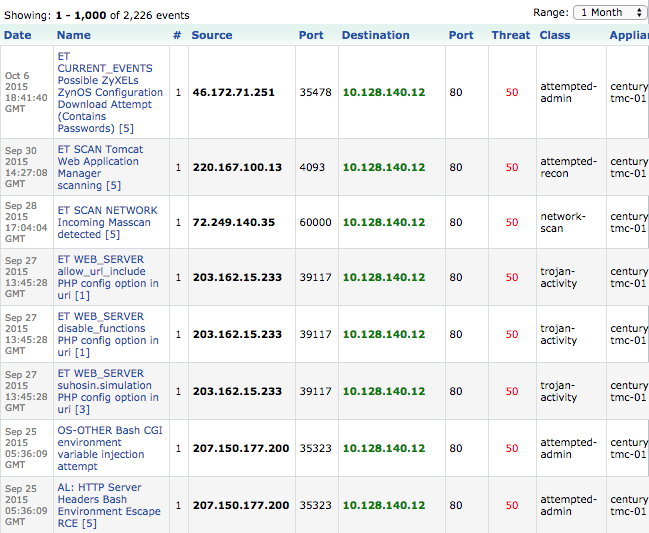 Showing: 1 - 1,000 of 2,226 events
Range: 1 Month
Date Name # Source Port Destination Port Threat Class Applian
Oct 6 2015 18:41:40 GMT ET CURRENT_EVENTS Possible ZyXELs ZynOS Configuration Download Attempt (Contains Passwords) [5] 1 46.172.71.251 35478 10.128.140.12 80 50 attempted-admin century tmc-01
Sep 30 2015 14:27:08 GMT ET SCAN Tomcat Web Application Manager scanning [5] 1 220.167.100.13 4093 10.128.140.12 80 50 attempted-recon century tmc-01
Sep 28 2015 17:04:04 GMT ET SCAN NETWORK Incoming Masscan detected [5] 1 72.249.140.35 60000 10.128.140.12 80 50 network-scan century tmc-01
Sep 27 2015 13:45:28 GMT ET WEB_SERVER allow_url_include PHP config option in uri [1] 1 203.162.15.233 39117 10.128.140.12 80 50 trojan-activity century tmc-01
Sep 27 2015 13:45:28 GMT ET WEB_SERVER disable_functions PHP config option in uri [1] 1 203.162.15.233 39117 10.128.140.12 80 50 trojan-activity century tmc-01
Sep 27 2015 13:45:28 GMT ET WEB_SERVER suhosin.simulation PHP config option in uri [3] 1 203.162.15.233 39117 10.128.140.12 80 50 trojan-activity century tmc-01
Sep 25 2015 05:36:09 GMT OS-OTHER Bash CGI environment variable injection attempt 1 207.150.177.200 35323 10.128.140.12 80 50 attempted-admin century tmc-01
Sep 25 2015 05:36:09 GMT AL: HTTP Server Headers Bash Environment Escape RCE [5] 1 207.150.177.200 35323 10.128.140.12 80 50 attempted-admin century tmc-01